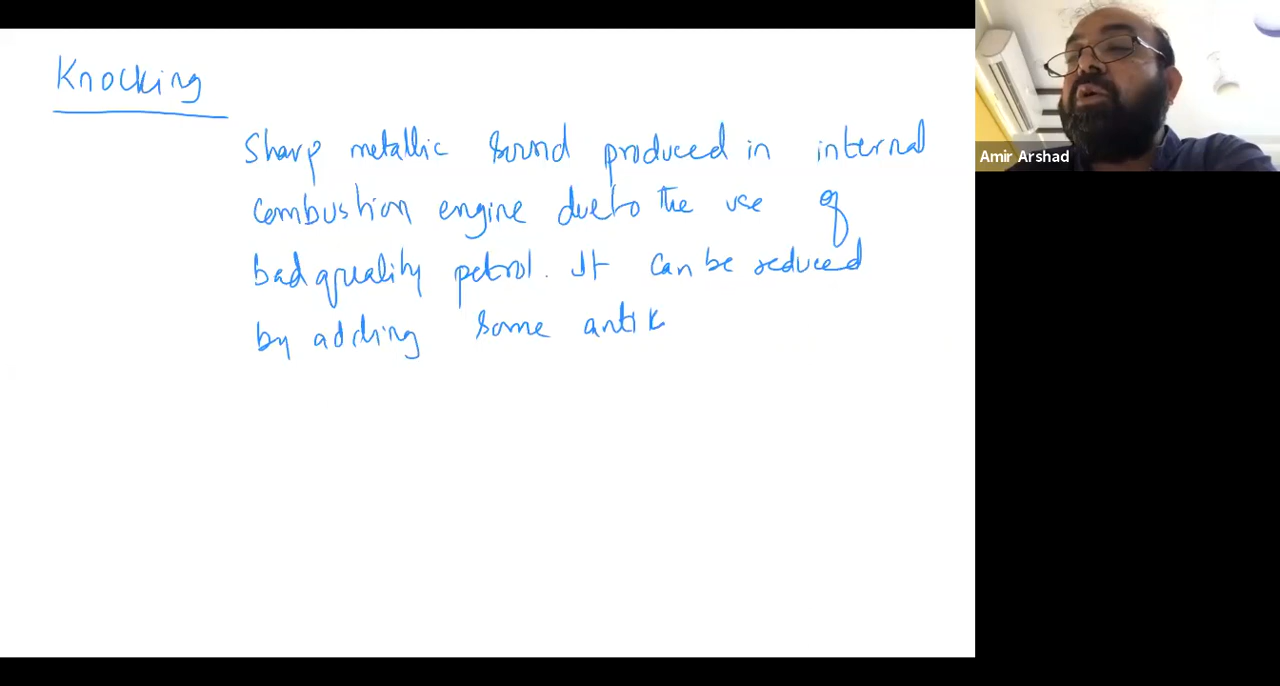 Knocking
Sharp metallic sound produced in internal
combustion engine due to the use of
bad quality petrol. It can be reduced
by adding some antik
Amir Arshad